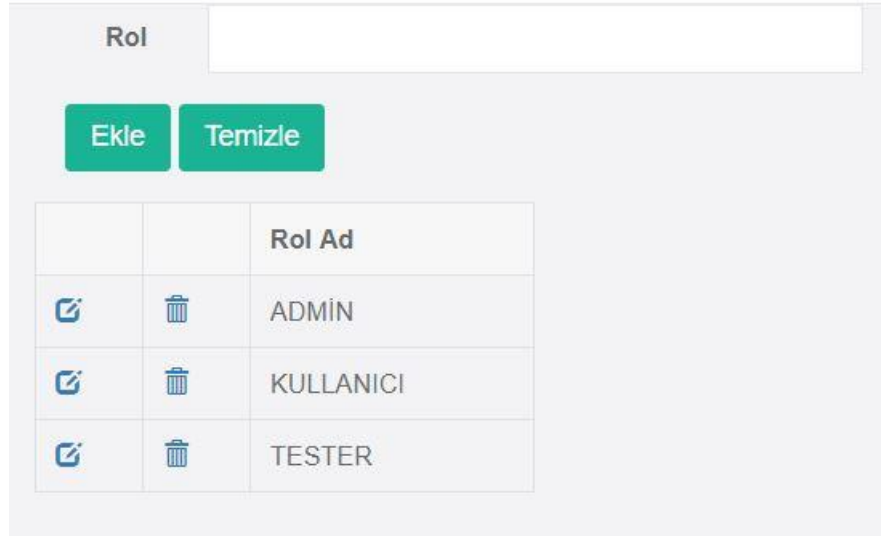 Rol
Ekle Temizle
Rol Ad
ADMİN
KULLANICI
TESTER